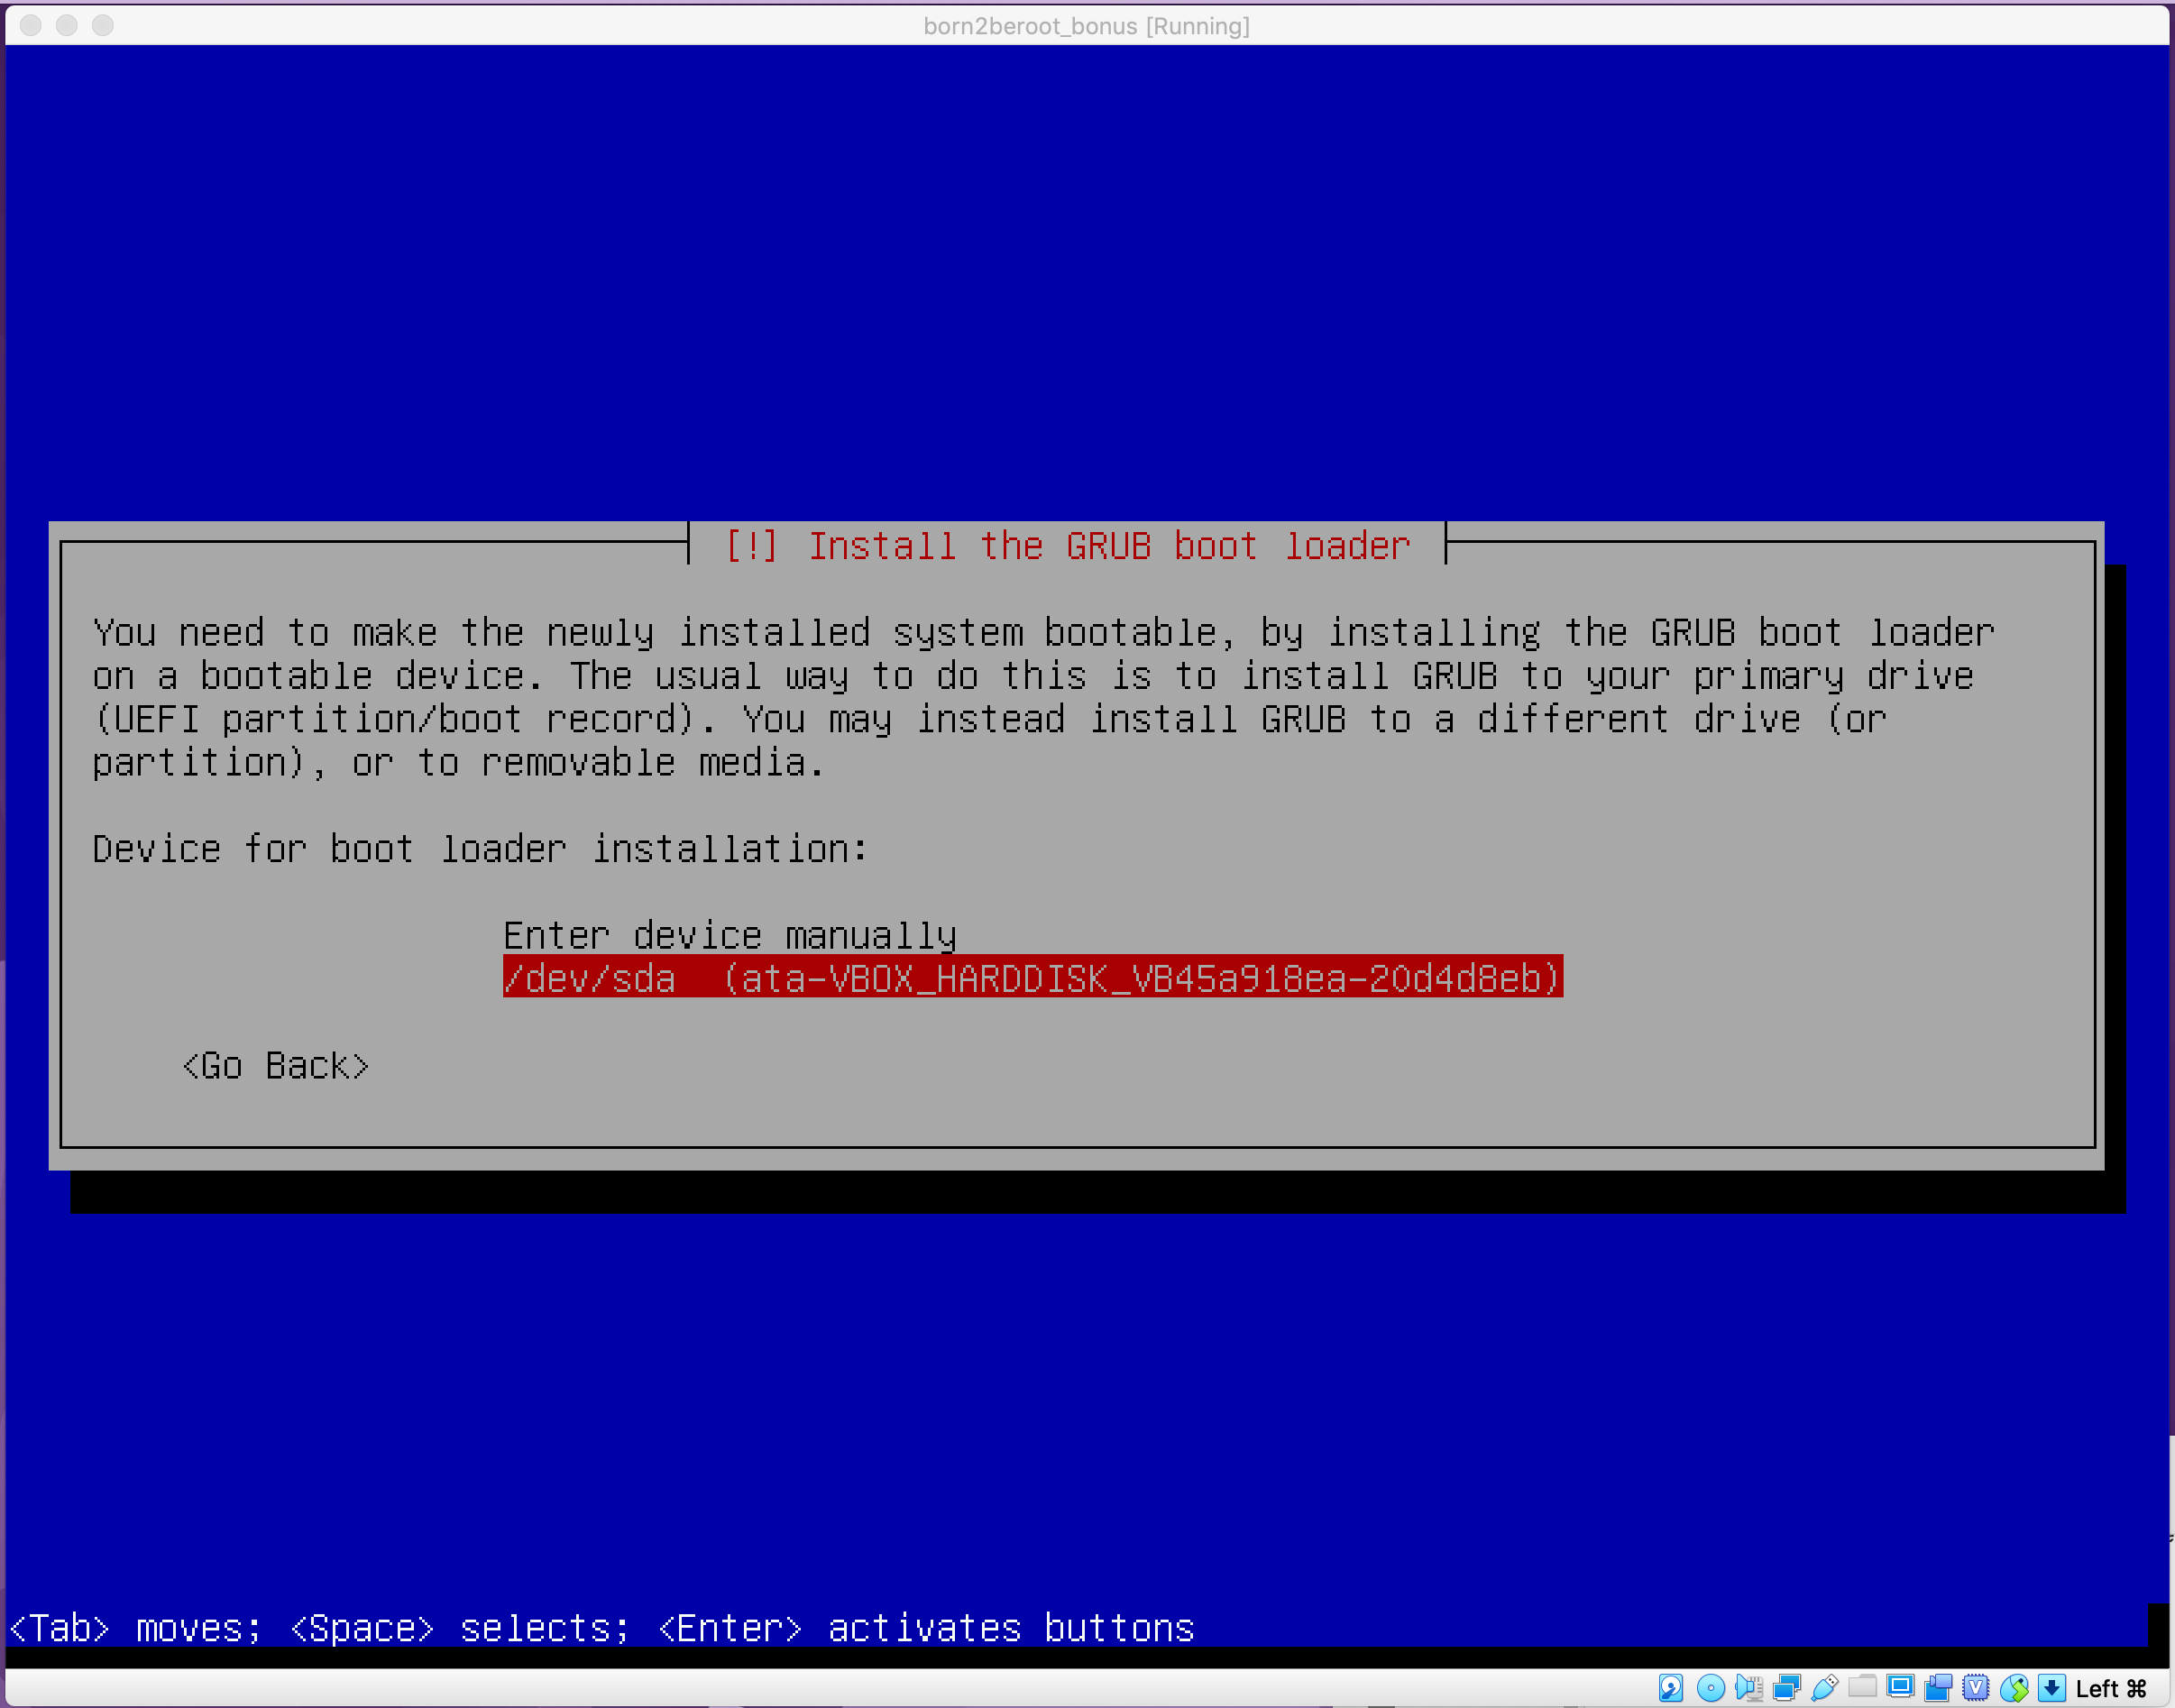 born2beroot_bonus [Running]
[!] Install the GRUB boot loader
You need to make the newly installed system bootable, by installing the GRUB boot loader
on a bootable device. The usual way to do this is to install GRUB to your primary drive
(UEFI partition/boot record). You may instead install GRUB to a different drive (or
partition), or to removable media.
Device for boot loader installation:
Enter device manually
/dev/sda (ata-VBOX_HARDDISK_VB45a918ea-20d4d8eb)
<Go Back>
<Tab> moves; <Space> selects; <Enter> activates buttons
Left ⌘